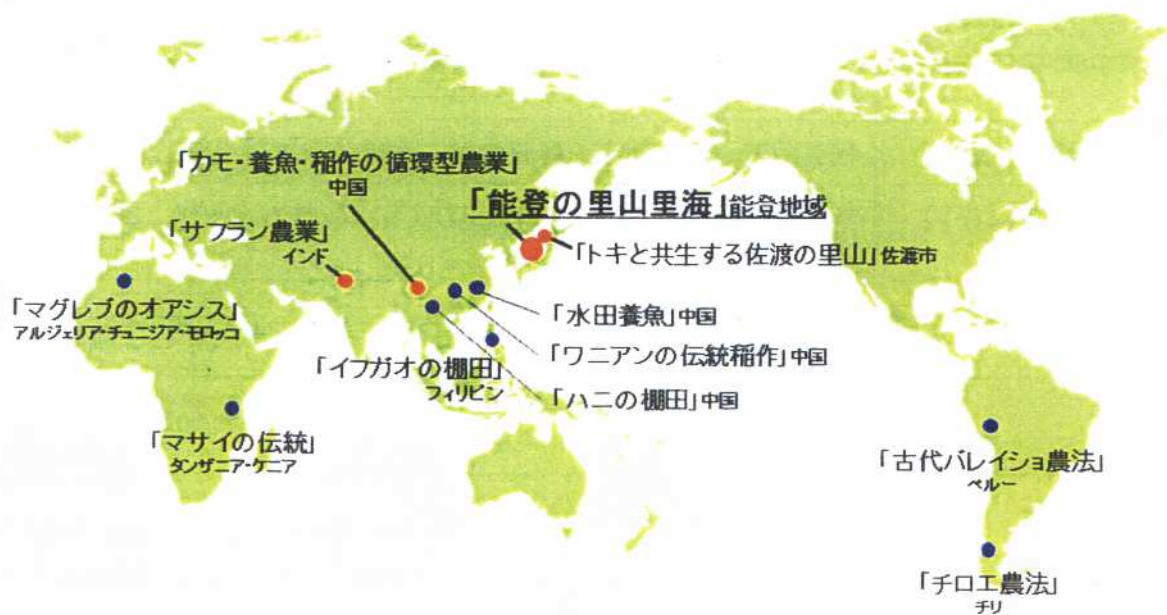 「カモ・養魚・稲作の循環型農業」
中国
「能登の里山里海」能登地域
「サフラン農業」
インド
「トキと共生する佐渡の里山」佐渡市
「マグレブのオアシス」
アルジェリア・チュニジア・モロッコ
「水田養魚」中国
「ワニアンの伝統稲作」中国
「イフガオの棚田」
フィリピン
「ハニの棚田」中国
「マサイの伝統」
タンザニア・ケニア
「古代バレイショ農法」
ペルー
「チロエ農法」
チリ